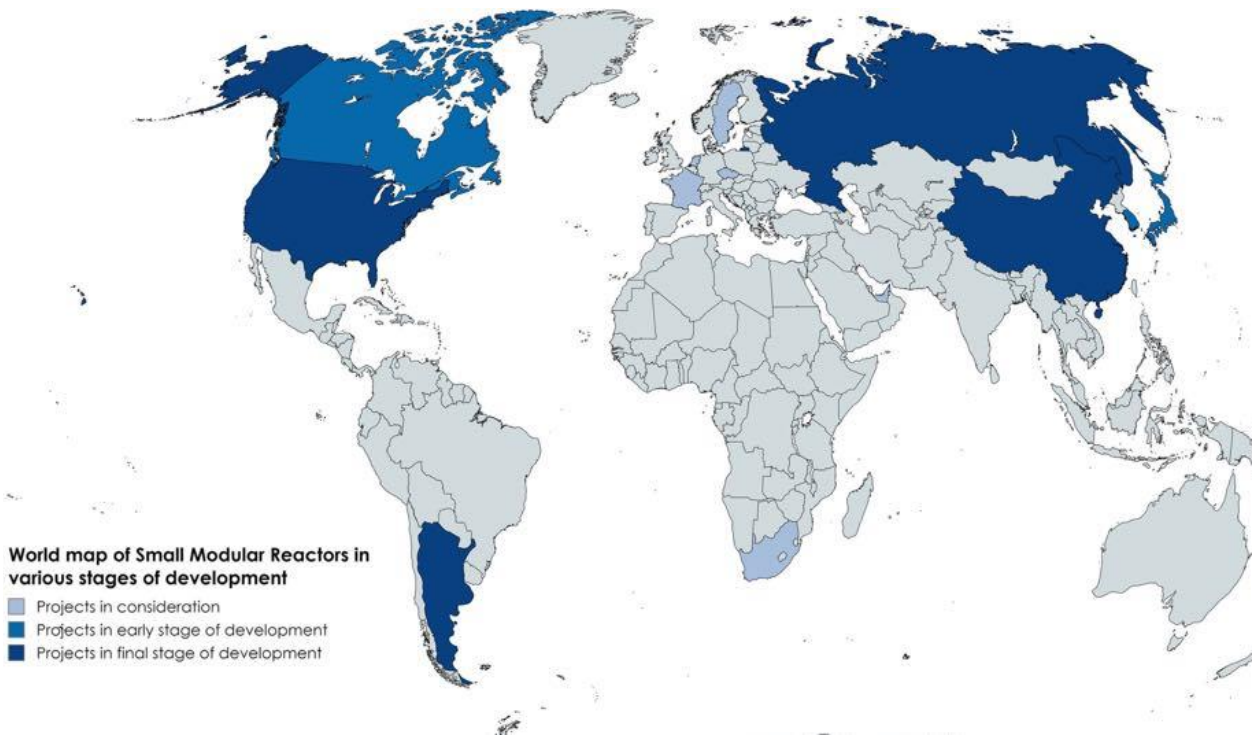 World map of Small Modular Reactors in
various stages of development
Projects in consideration
Projects in early stage of development
Projects in final stage of development